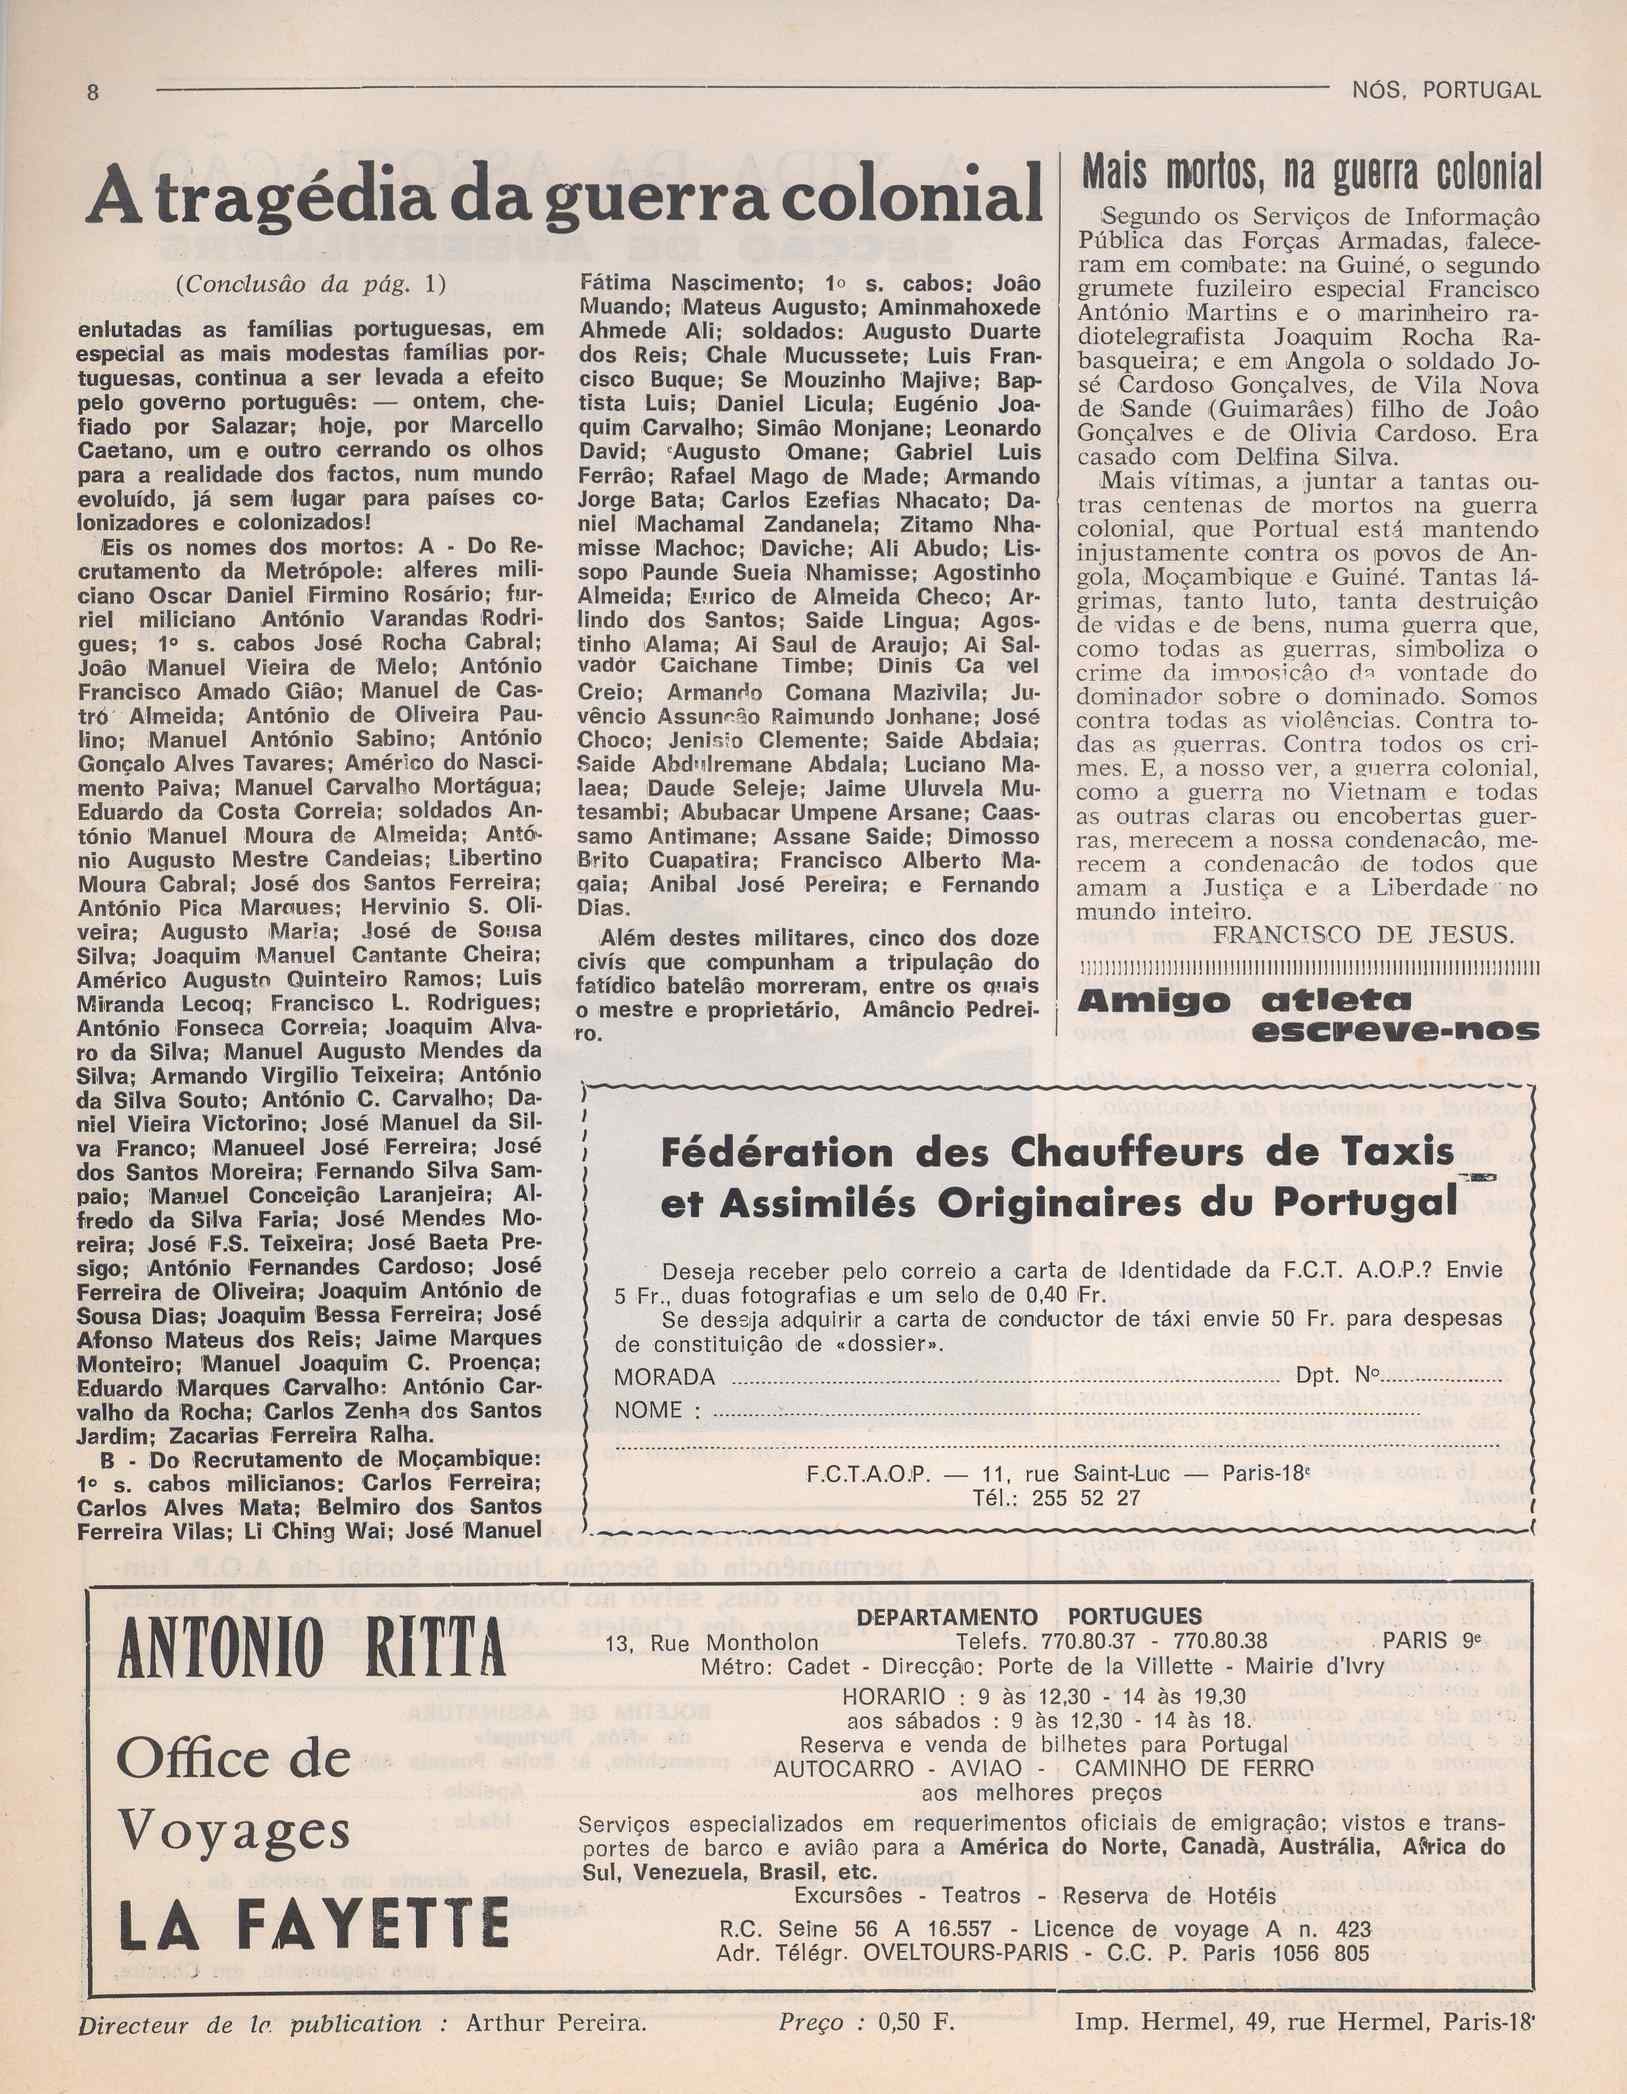 8
NÓS, PORTUGAL
A tragédia da guerra colonial
(Conclusâo da pág. 1)
enlutadas as famílias portuguesas, em
especial as mais modestas famílias por-
tuguesas, continua a ser levada a efeito
pelo governo português: — ontem, che-
fiado por Salazar; hoje, por Marcello
Caetano, um e outro cerrando os olhos
para a realidade dos factos, num mundo
evoluído, já sem lugar para países co-
lonizadores e colonizados!
Eis os nomes dos mortos: A - Do Re-
crutamento da Metrópole: alferes mili-
ciano Oscar Daniel Firmino Rosário; fur-
riel miliciano António Varandas Rodri-
gues; 1º s. cabos José Rocha Cabral;
Joâo Manuel Vieira de Melo; António
Francisco Amado Giâo; Manuel de Cas-
tró Almeida; António de Oliveira Pau-
lino; Manuel António Sabino; António
Gonçalo Alves Tavares; Américo do Nasci-
mento Paiva; Manuel Carvalho Mortágua;
Eduardo da Costa Correia; soldados An-
tónio Manuel Moura de Almeida; Antó-
nio Augusto Mestre Candeias; Libertino
Moura Cabral; José dos Santos Ferreira;
António Pica Marques; Hervinio S. Oli-
veira; Augusto Maria; José de Sousa
Silva; Joaquim Manuel Cantante Cheira;
Américo Augusto Quinteiro Ramos; Luis
Miranda Lecoq; Francisco L. Rodrigues;
António Fonseca Correia; Joaquim Alva-
ro da Silva; Manuel Augusto Mendes da
Silva; Armando Virgilio Teixeira; António
da Silva Souto; António C. Carvalho; Da-
niel Vieira Victorino; José Manuel da Sil-
va Franco; Manueel José Ferreira; José
dos Santos Moreira; Fernando Silva Sam-
paio; Manuel Conceiçâo Laranjeira; Al-
fredo da Silva Faria; José Mendes Mo-
reira; José F.S. Teixeira; José Baeta Pre-
sigo; António Fernandes Cardoso; José
Ferreira de Oliveira; Joaquim António de
Sousa Dias; Joaquim Bessa Ferreira; José
Afonso Mateus dos Reis; Jaime Marques
Monteiro; Manuel Joaquim C. Proença;
Eduardo Marques Carvalho: António Car-
valho da Rocha; Carlos Zenha dos Santos
Jardim; Zacarias Ferreira Ralha.
B - Do Recrutamento de Moçambique:
1º s. cabos milicianos: Carlos Ferreira;
Carlos Alves Mata; Belmiro dos Santos
Ferreira Vilas; Li Ching Wai; José Manuel
Fátima Nascimento; 1º s. cabos: Joâo
Muando; Mateus Augusto; Aminmahoxede
Ahmede Ali; soldados: Augusto Duarte
dos Reis; Chale Mucussete; Luis Fran-
cisco Buque; Se Mouzinho Majive; Bap-
tista Luis; Daniel Licula; Eugénio Joa-
quim Carvalho; Simâo Monjane; Leonardo
David; Augusto Omane; Gabriel Luis
Ferrâo; Rafael Mago de Made; Armando
Jorge Bata; Carlos Ezefias Nhacato; Da-
niel Machamal Zandanela; Zitamo Nha-
misse Machoc; Daviche; Ali Abudo; Lis-
sopo Paunde Sueia Nhamisse; Agostinho
Almeida; Eurico de Almeida Checo; Ar-
lindo dos Santos; Saide Lingua; Agos-
tinho Alama; Ai Saul de Araujo; Ai Sal-
vadór Caichane Timbe; Dinis Ca vel
Creio; Armando Comana Mazivila; Ju-
vêncio Assuncâo Raimundo Jonhane; José
Choco; Jenisio Clemente; Saide Abdaia;
Saide Abdulremane Abdala; Luciano Ma-
laea; Daude Seleje; Jaime Uluvela Mu-
tesambi; Abubacar Umpene Arsane; Caas-
samo Antimane; Assane Saide; Dimosso
Brito Cuapatira; Francisco Alberto Ma-
gaia; Anibal José Pereira; e Fernando
Dias.
Além destes militares, cinco dos doze
civís que compunham a tripulaçâo do
fatídico batelâo morreram, entre os quais
o mestre e proprietário, Amâncio Pedrei-
ro.
Mais mortos, na guerra colonial
Segundo os Serviços de Informaçâo
Pública das Forças Armadas, falece-
ram em combate: na Guiné, o segundo
grumete fuzileiro especial Francisco
António Martins e o marinheiro ra-
diotelegrafista Joaquim Rocha Ra-
basqueira; e em Angola o soldado Jo-
sé Cardoso Gonçalves, de Vila Nova
de Sande (Guimarâes) filho de Joâo
Gonçalves e de Olivia Cardoso. Era
casado com Delfina Silva.
Mais vítimas, a juntar a tantas ou-
tras centenas de mortos na guerra
colonial, que Portual está mantendo
injustamente contra os povos de An-
gola, Moçambique e Guiné. Tantas lá-
grimas, tanto luto, tanta destruiçâo
de vidas e de bens, numa guerra que,
como todas as guerras, simboliza o
crime da imposicâo da vontade do
dominador sobre o dominado. Somos
contra todas as violências. Contra to-
das as guerras. Contra todos os cri-
mes. E, a nosso ver, a guerra colonial,
como a guerra no Vietnam e todas
as outras claras ou encobertas guer-
ras, merecem a nossa condenacâo, me-
recem a condenacâo de todos que
amam a Justiça e a Liberdade no
mundo inteiro.
FRANCISCO DE JESUS.
Amigo atleta
escreve-nos
Fédération des Chauffeurs de Taxis
et Assimilés Originaires du Portugal
Deseja receber pelo correio a carta de Identidade da F.C.T. A.O.P.? Envie
5 Fr., duas fotografias e um selo de 0,40 Fr.
Se deseja adquirir a carta de conductor de táxi envie 50 Fr. para despesas
de constituiçâo de «dossier».
MORADA ........ Dpt. Nº........
NOME : ........
F.C.T.A.O.P. — 11, rue Saint-Luc — Paris-18ᵉ
Tél.: 255 52 27
ANTONIO RITTA
Office de
Voyages
LA FAYETTE
DEPARTAMENTO PORTUGUES
13, Rue Montholon Telefs. 770.80.37 - 770.80.38 PARIS 9ᵉ
Métro: Cadet - Direcçâo: Porte de la Villette - Mairie d'Ivry
HORARIO : 9 às 12,30 - 14 às 19,30
aos sábados : 9 às 12,30 - 14 às 18.
Reserva e venda de bilhetes para Portugal
AUTOCARRO - AVIAO - CAMINHO DE FERRO
aos melhores preços
Serviços especializados em requerimentos oficiais de emigraçâo; vistos e trans-
portes de barco e aviâo para a América do Norte, Canadà, Austrália, Africa do
Sul, Venezuela, Brasil, etc.
Excursôes - Teatros - Reserva de Hotéis
R.C. Seine 56 A 16.557 - Licence de voyage A n. 423
Adr. Télégr. OVELTOURS-PARIS - C.C. P. Paris 1056 805
Directeur de la publication : Arthur Pereira.
Preço : 0,50 F.
Imp. Hermel, 49, rue Hermel, Paris-18ᵉ